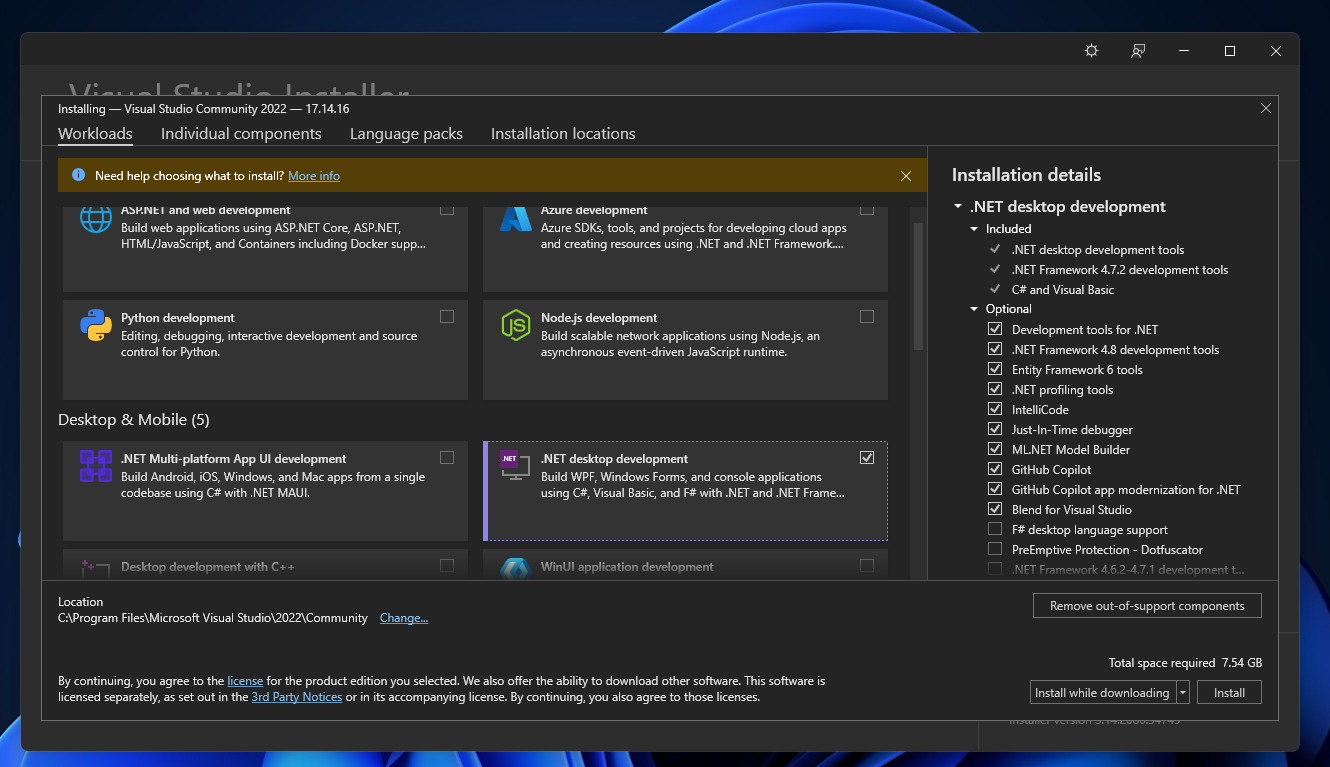 Visual Studio Installer
Installing — Visual Studio Community 2022 — 17.14.16
Workloads
Individual components
Language packs
Installation locations
Need help choosing what to install? More info
ASP.NET and web development
Build web applications using ASP.NET Core, ASP.NET,
HTML/JavaScript, and Containers including Docker supp...
Azure development
Azure SDKs, tools, and projects for developing cloud apps
and creating resources using .NET and .NET Framework....
Python development
Editing, debugging, interactive development and source
control for Python.
JS
Node.js development
Build scalable network applications using Node.js, an
asynchronous event-driven JavaScript runtime.
Desktop & Mobile (5)
.NET Multi-platform App UI development
Build Android, iOS, Windows, and Mac apps from a single
codebase using C# with .NET MAUI.
.NET
.NET desktop development
Build WPF, Windows Forms, and console applications
using C#, Visual Basic, and F# with .NET and .NET Frame...
Desktop development with C++
WinUI application development
Installation details
.NET desktop development
Included
.NET desktop development tools
.NET Framework 4.7.2 development tools
C# and Visual Basic
Optional
Development tools for .NET
.NET Framework 4.8 development tools
Entity Framework 6 tools
.NET profiling tools
IntelliCode
Just-In-Time debugger
ML.NET Model Builder
GitHub Copilot
GitHub Copilot app modernization for .NET
Blend for Visual Studio
F# desktop language support
PreEmptive Protection - Dotfuscator
.NET Framework 4.6.2-4.7.1 development t...
Location
C:\Program Files\Microsoft Visual Studio\2022\Community Change...
Remove out-of-support components
Total space required 7.54 GB
By continuing, you agree to the license for the product edition you selected. We also offer the ability to download other software. This software is
licensed separately, as set out in the 3rd Party Notices or in its accompanying license. By continuing, you also agree to those licenses.
Install while downloading
Install
Installer version